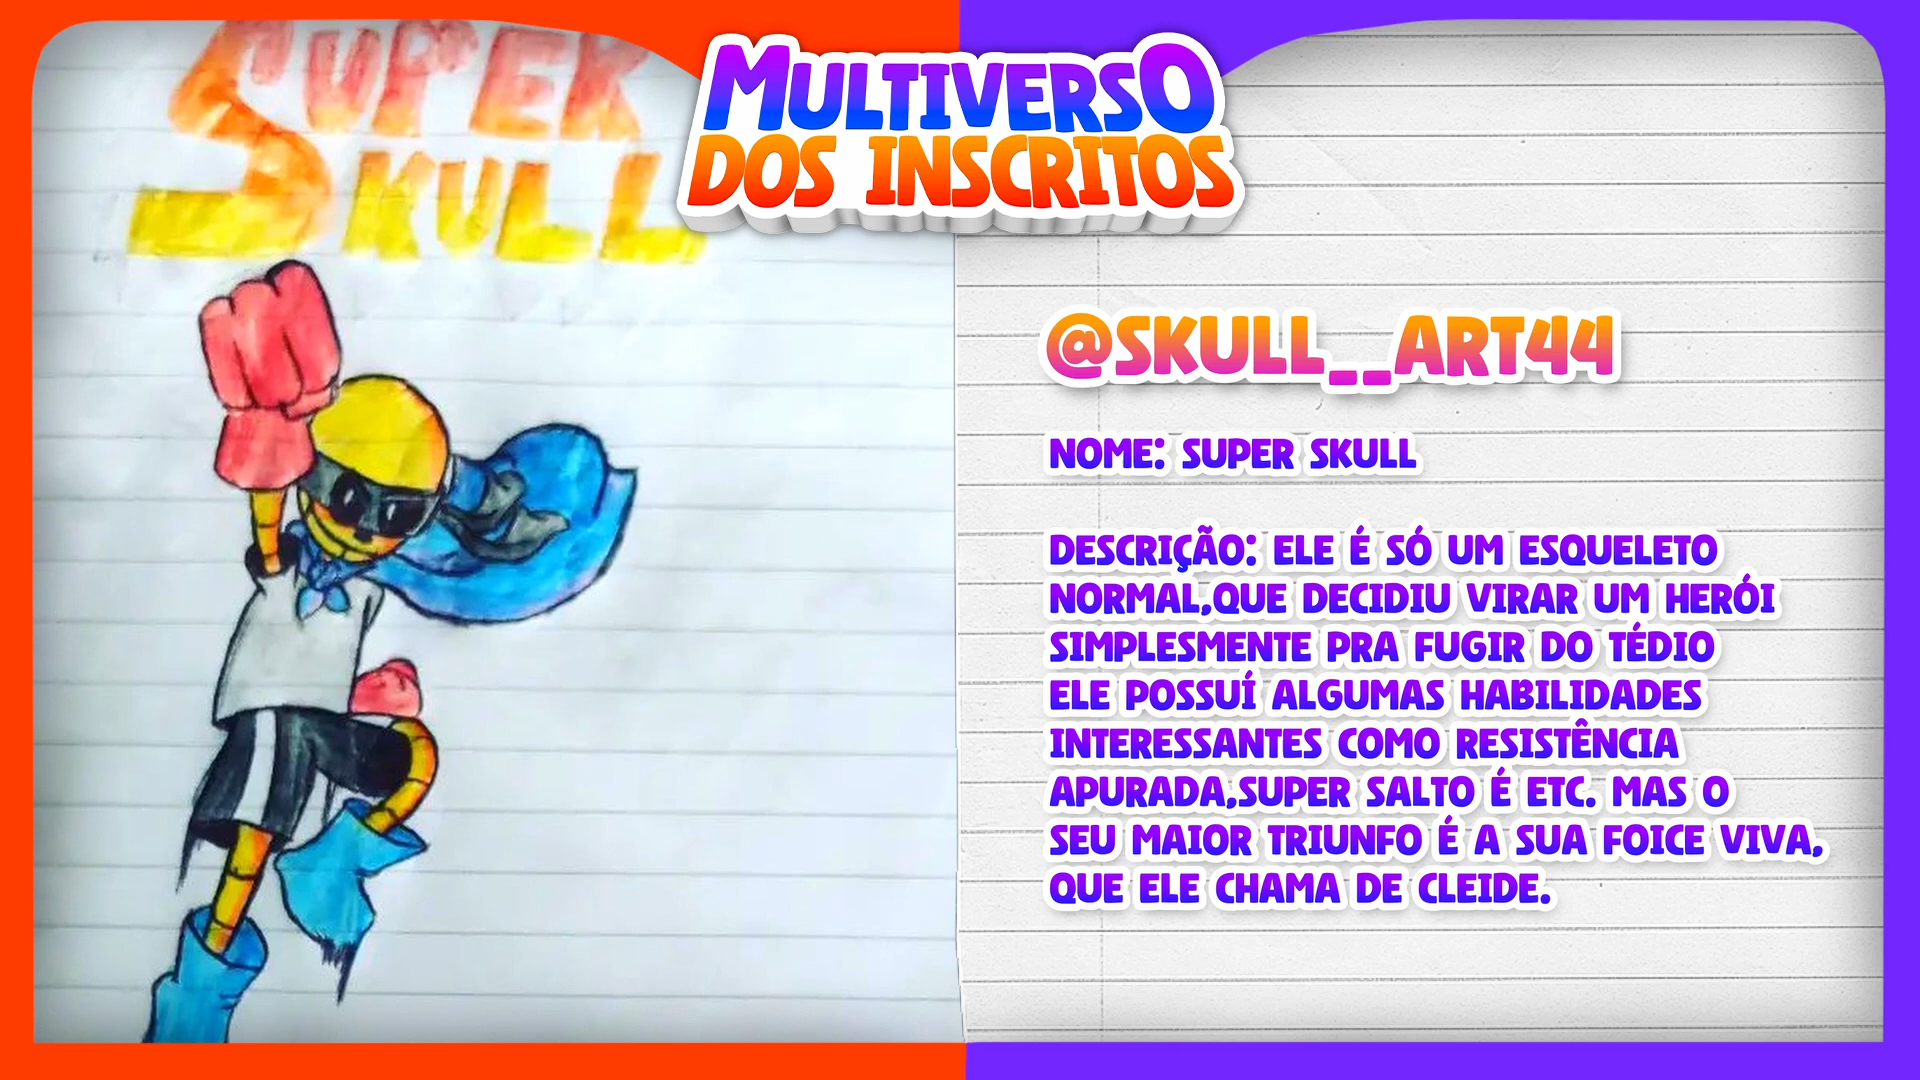 SUPER
SKULL
MULTIVERSO
DOS INSCRITOS
@SKULL__ART44
NOME: SUPER SKULL
DESCRIÇÃO: ELE É SÓ UM ESQUELETO
NORMAL,QUE DECIDIU VIRAR UM HERÓI
SIMPLESMENTE PRA FUGIR DO TÉDIO
ELE POSSUÍ ALGUMAS HABILIDADES
INTERESSANTES COMO RESISTÊNCIA
APURADA,SUPER SALTO É ETC. MAS O
SEU MAIOR TRIUNFO É A SUA FOICE VIVA,
QUE ELE CHAMA DE CLEIDE.